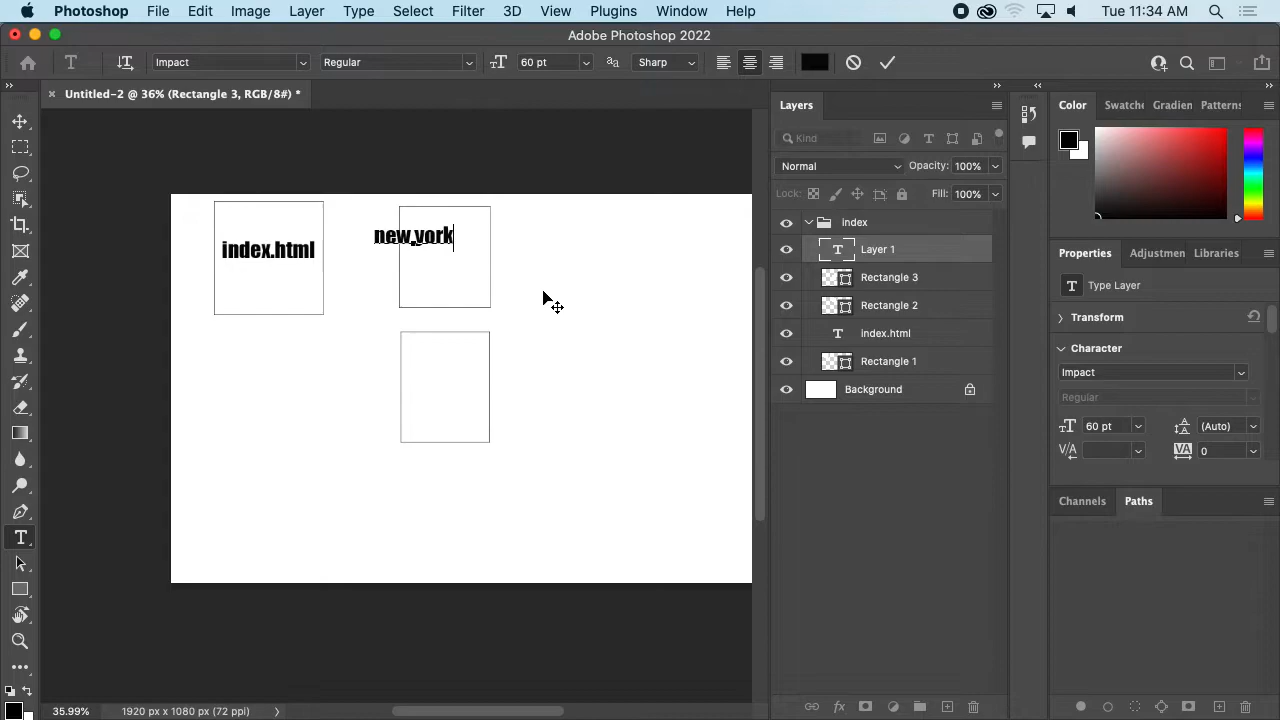 Photoshop File Edit Image Layer Type Select Filter 3D View Plugins Window Help Tue 11:34 AM
Adobe Photoshop 2022
Impact Regular 60 pt Sharp
Untitled-2 @ 36% (Rectangle 3, RGB/8#) *
Layers
Kind
Normal Opacity: 100%
Lock: Fill: 100%
index
Layer 1
Rectangle 3
Rectangle 2
index.html
Rectangle 1
Background
Color Swatche Gradien Patterns
Properties Adjustmen Libraries
Type Layer
Transform
Character
Impact
Regular
60 pt (Auto)
0
Channels Paths
index.html
new york
35.99% 1920 px x 1080 px (72 ppi)